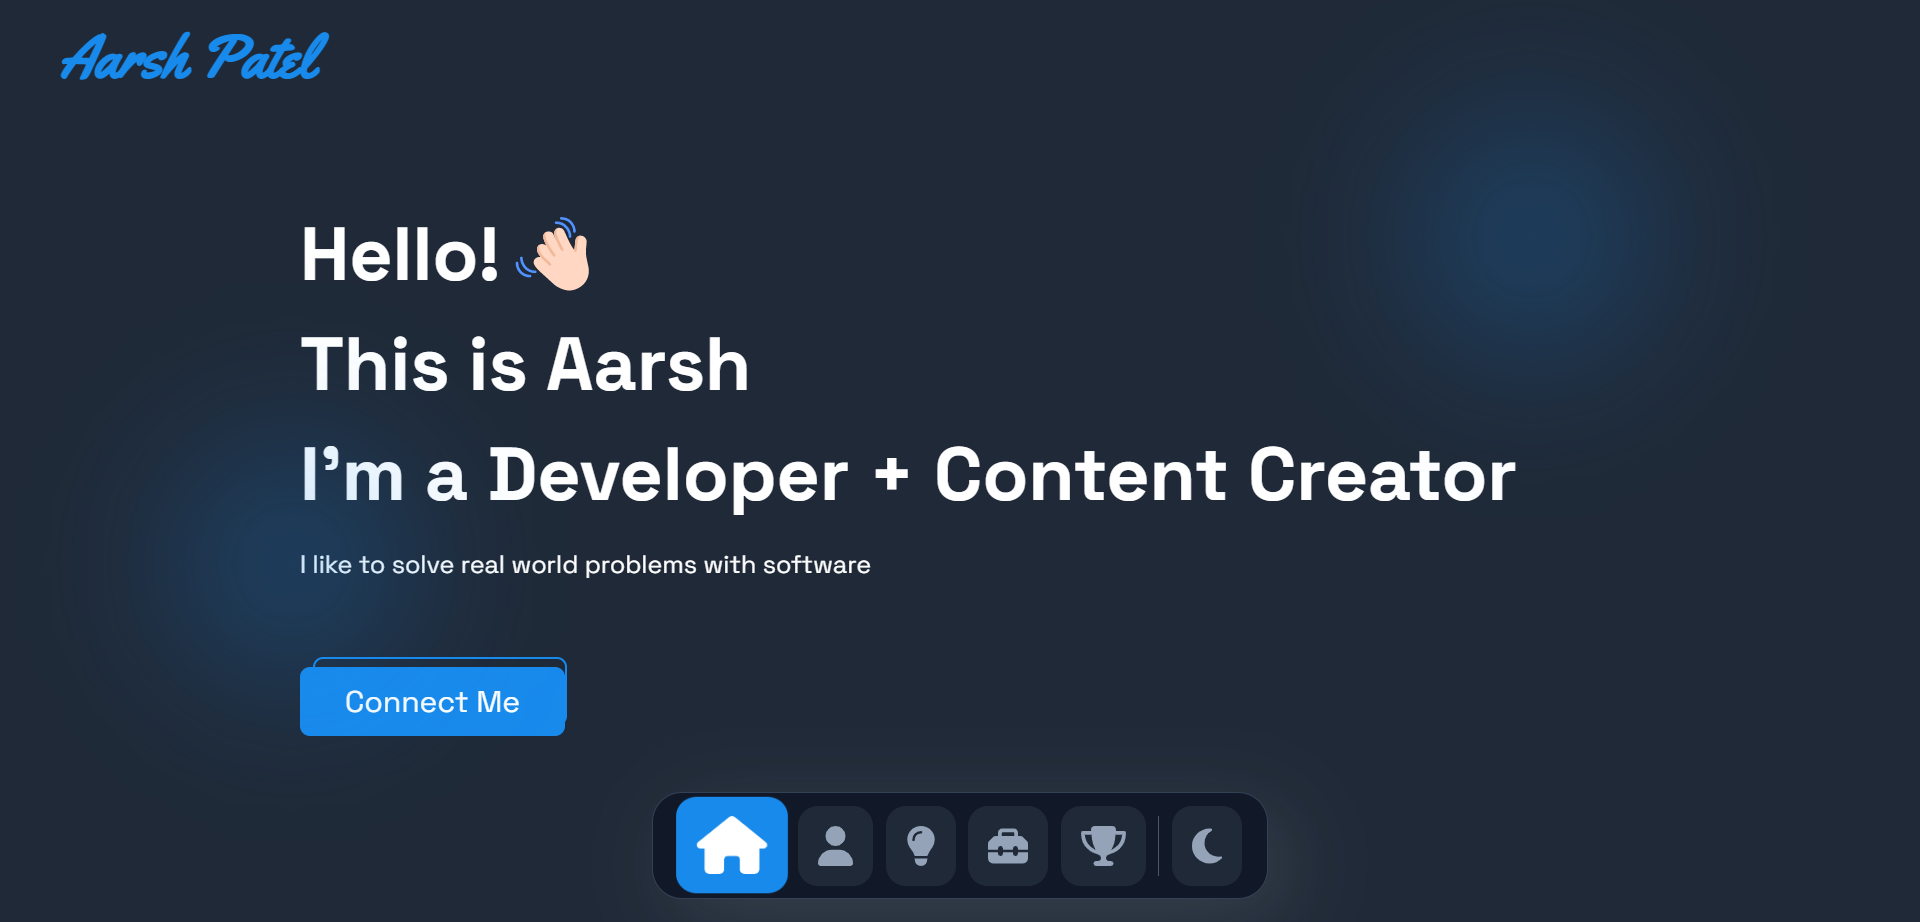 Aarsh Patel
Hello!
This is Aarsh
I'm a Developer + Content Creator
I like to solve real world problems with software
Connect Me